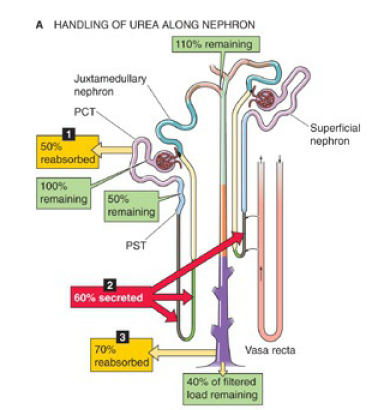 A HANDLING OF UREA ALONG NEPHRON
110% remaining
Juxtamedullary
nephron
PCT
Superficial
nephron
1
50%
reabsorbed
100%
remaining
50%
remaining
PST
2
60% secreted
3
70%
reabsorbed
Vasa recta
40% of filtered
load remaining